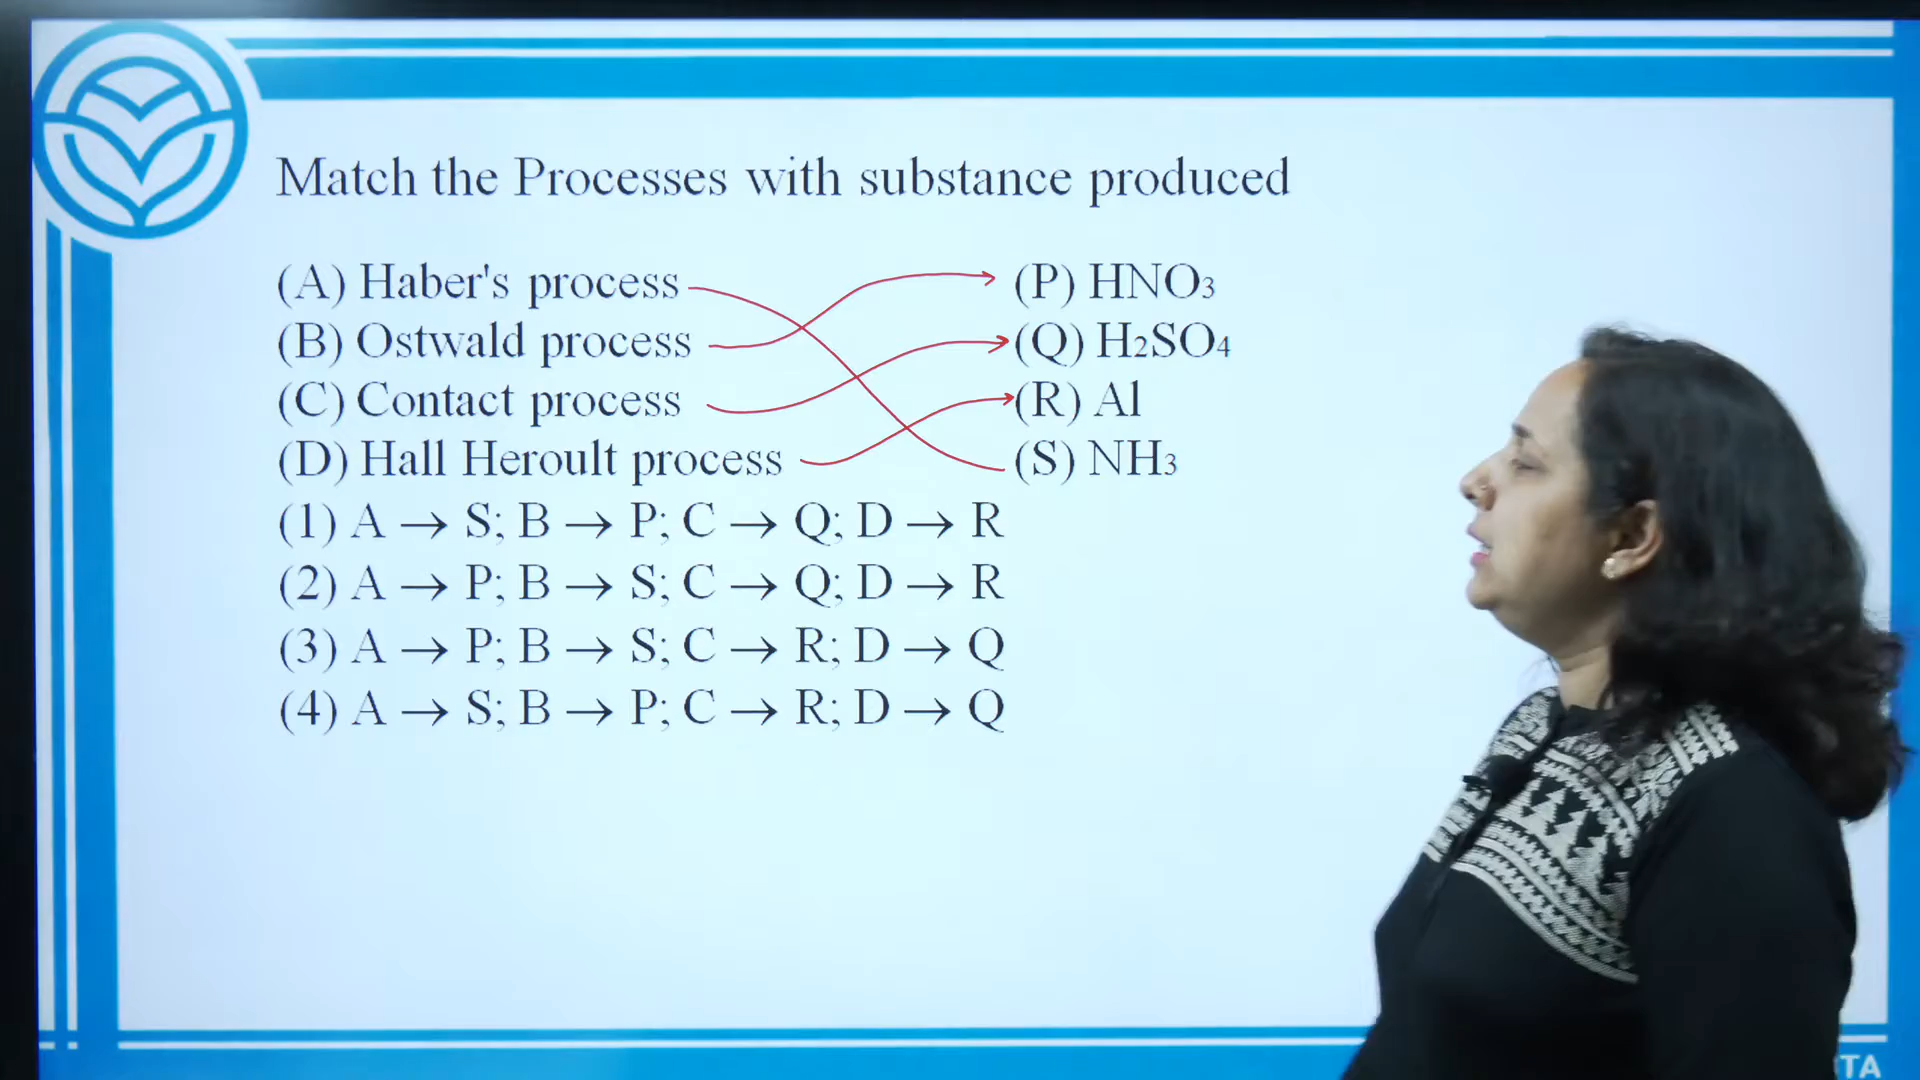 Match the Processes with substance produced
(A) Haber's process (P) HNO₃
(B) Ostwald process (Q) H₂SO₄
(C) Contact process (R) Al
(D) Hall Heroult process (S) NH₃
(1) A → S; B → P; C → Q; D → R
(2) A → P; B → S; C → Q; D → R
(3) A → P; B → S; C → R; D → Q
(4) A → S; B → P; C → R; D → Q